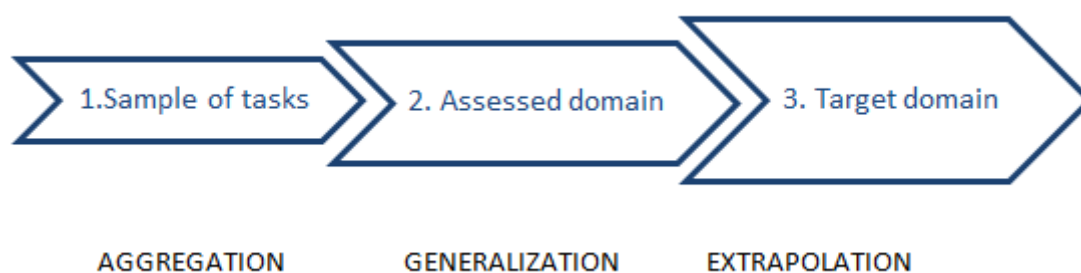 1.Sample of tasks
2. Assessed domain
3. Target domain
AGGREGATION
GENERALIZATION
EXTRAPOLATION